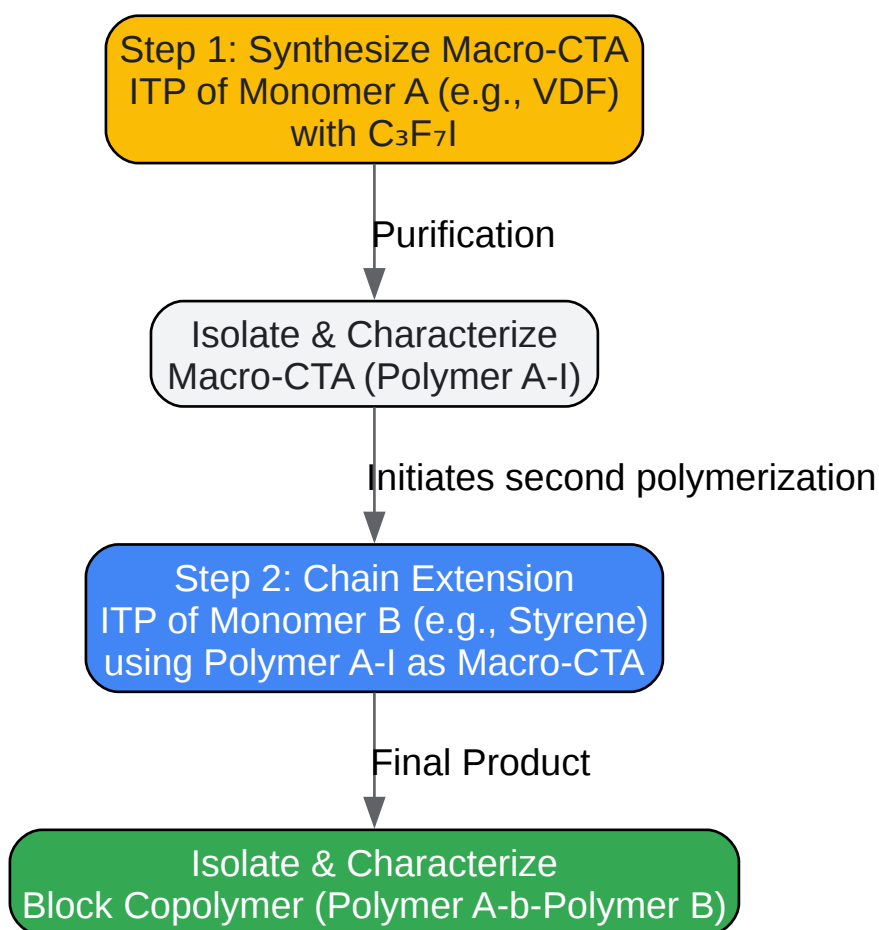 Step 1: Synthesize Macro-CTA
ITP of Monomer A (e.g., VDF)
with C₃F₇I
Purification
Isolate & Characterize
Macro-CTA (Polymer A-I)
Initiates second polymerization
Step 2: Chain Extension
ITP of Monomer B (e.g., Styrene)
using Polymer A-I as Macro-CTA
Final Product
Isolate & Characterize
Block Copolymer (Polymer A-b-Polymer B)